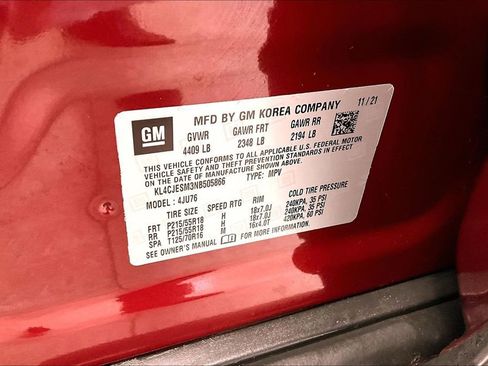 GM
MFD BY GM KOREA COMPANY 11 / 21
GVWR GAWR FRT GAWR RR
4409 LB 2348 LB 2194 LB
THIS VEHICLE CONFORMS TO ALL APPLICABLE U.S. FEDERAL MOTOR
VEHICLE SAFETY AND THEFT PREVENTION STANDARDS IN EFFECT ON
THE DATE OF MANUFACTURE SHOWN ABOVE.
KL4CJESM3NB505866 TYPE: MPV
MODEL : 4JU76
TIRE SIZE SPEED RTG RIM COLD TIRE PRESSURE
FRT P215/55R18 H 18x7.0J 240KPA, 35 PSI
RR P215/55R18 H 18x7.0J 240KPA, 35 PSI
SPA T125/70R16 M 16x4.0T 420KPA, 60 PSI
SEE OWNER'S MANUAL FOR MORE INFORMATION.